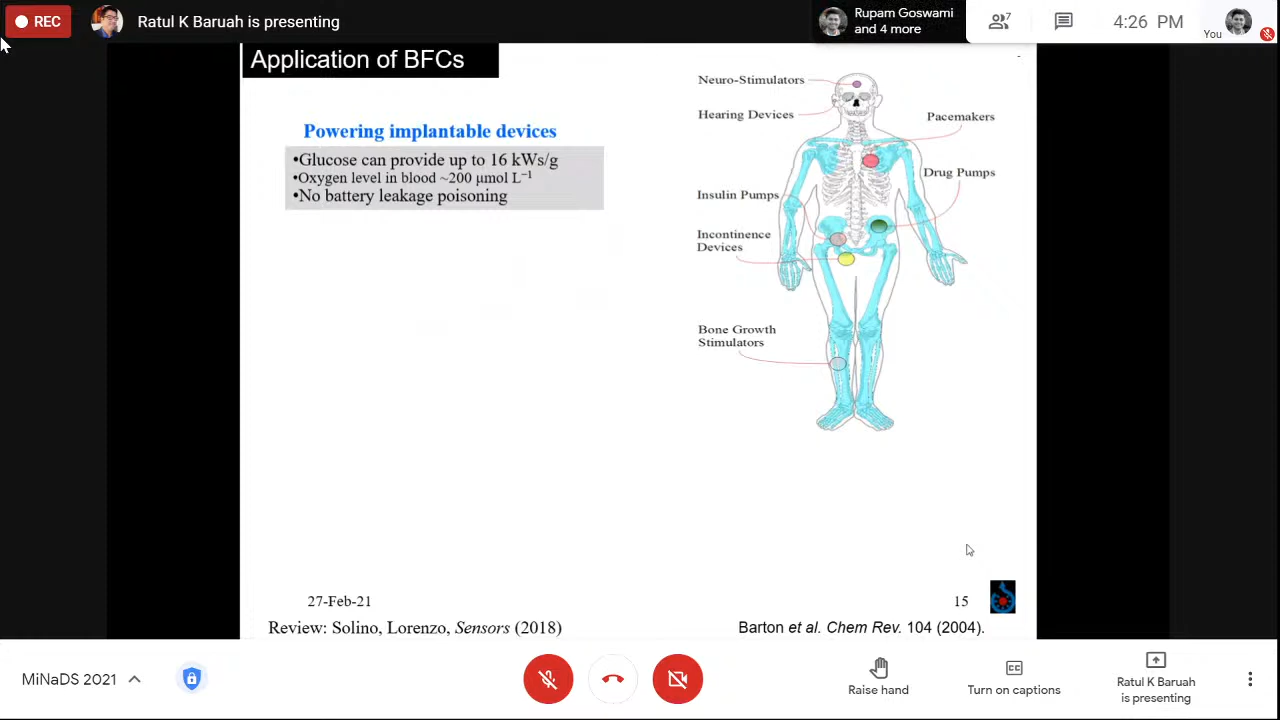 REC
Ratul K Baruah is presenting
Rupam Goswami
and 4 more
7
4:26 PM
You
Application of BFCs
Powering implantable devices
•Glucose can provide up to 16 kWs/g
•Oxygen level in blood ~200 μmol L⁻¹
•No battery leakage poisoning
Neuro-Stimulators
Hearing Devices
Pacemakers
Drug Pumps
Insulin Pumps
Incontinence
Devices
Bone Growth
Stimulators
27-Feb-21
15
Review: Solino, Lorenzo, Sensors (2018)
Barton et al. Chem Rev. 104 (2004).
MiNaDS 2021
Raise hand
CC
Turn on captions
Ratul K Baruah
is presenting